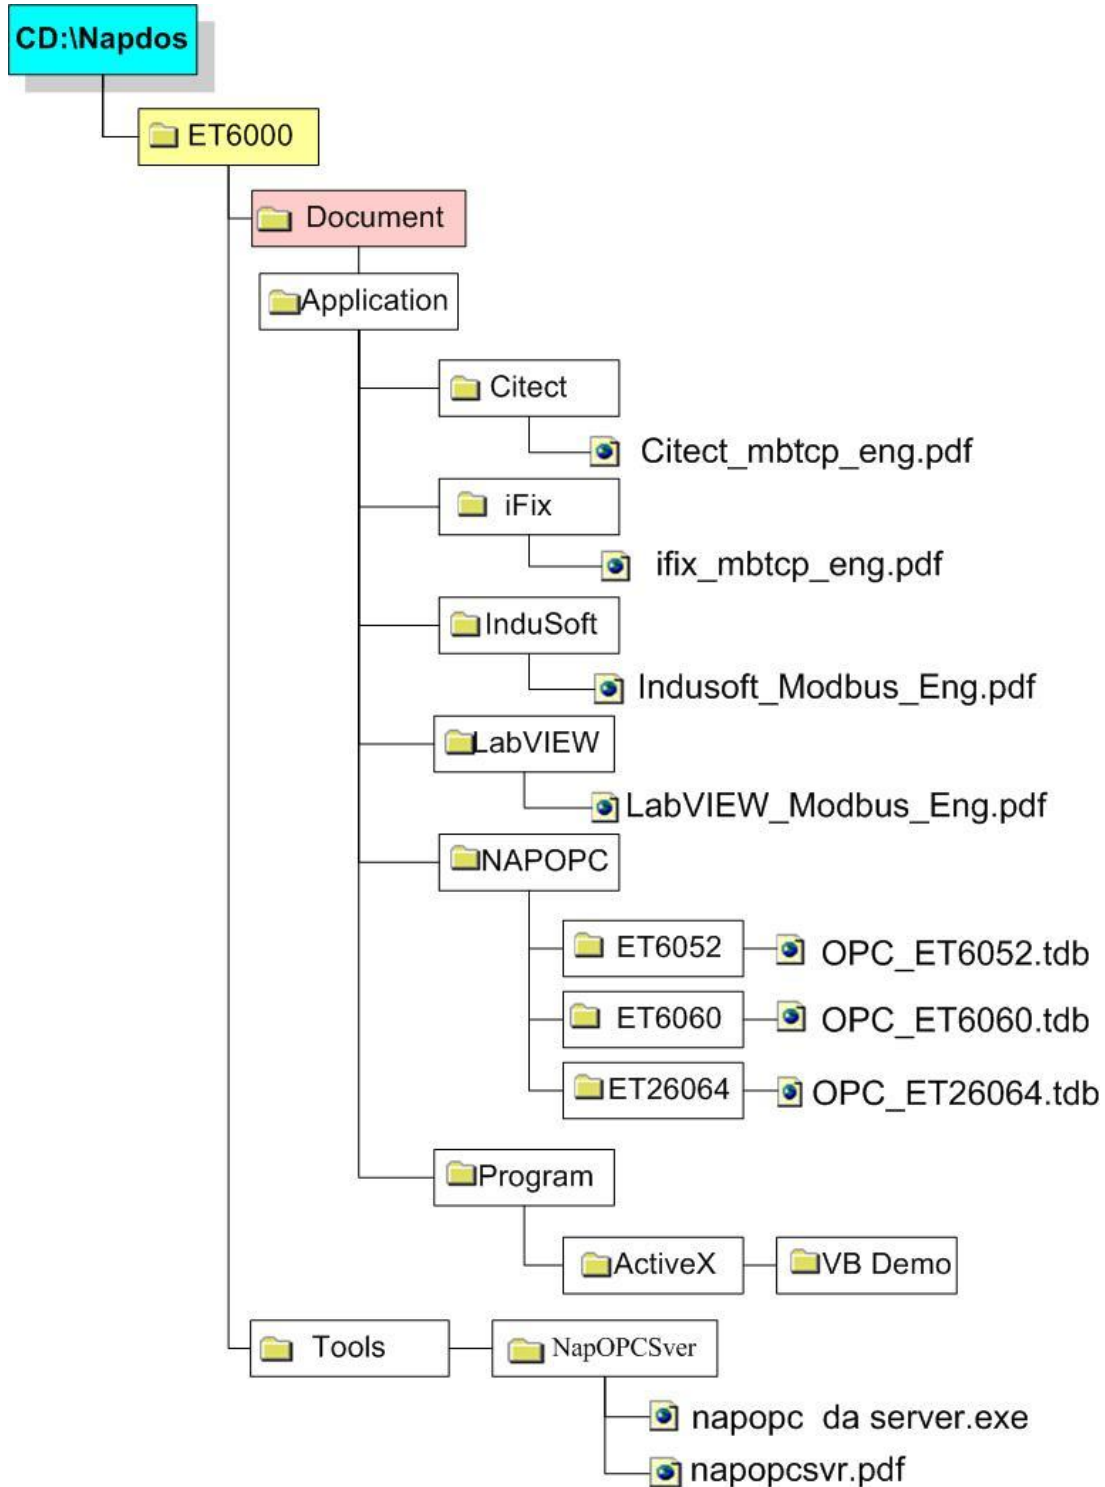 CD:\Napdos
ET6000
Document
Application
Citect
Citect_mbtcp_eng.pdf
iFix
ifix_mbtcp_eng.pdf
InduSoft
Indusoft_Modbus_Eng.pdf
LabVIEW
LabVIEW_Modbus_Eng.pdf
NAPOPC
ET6052 OPC_ET6052.tdb
ET6060 OPC_ET6060.tdb
ET26064 OPC_ET26064.tdb
Program
ActiveX VB Demo
Tools NapOPCSver
napopc da server.exe
napopcsvr.pdf